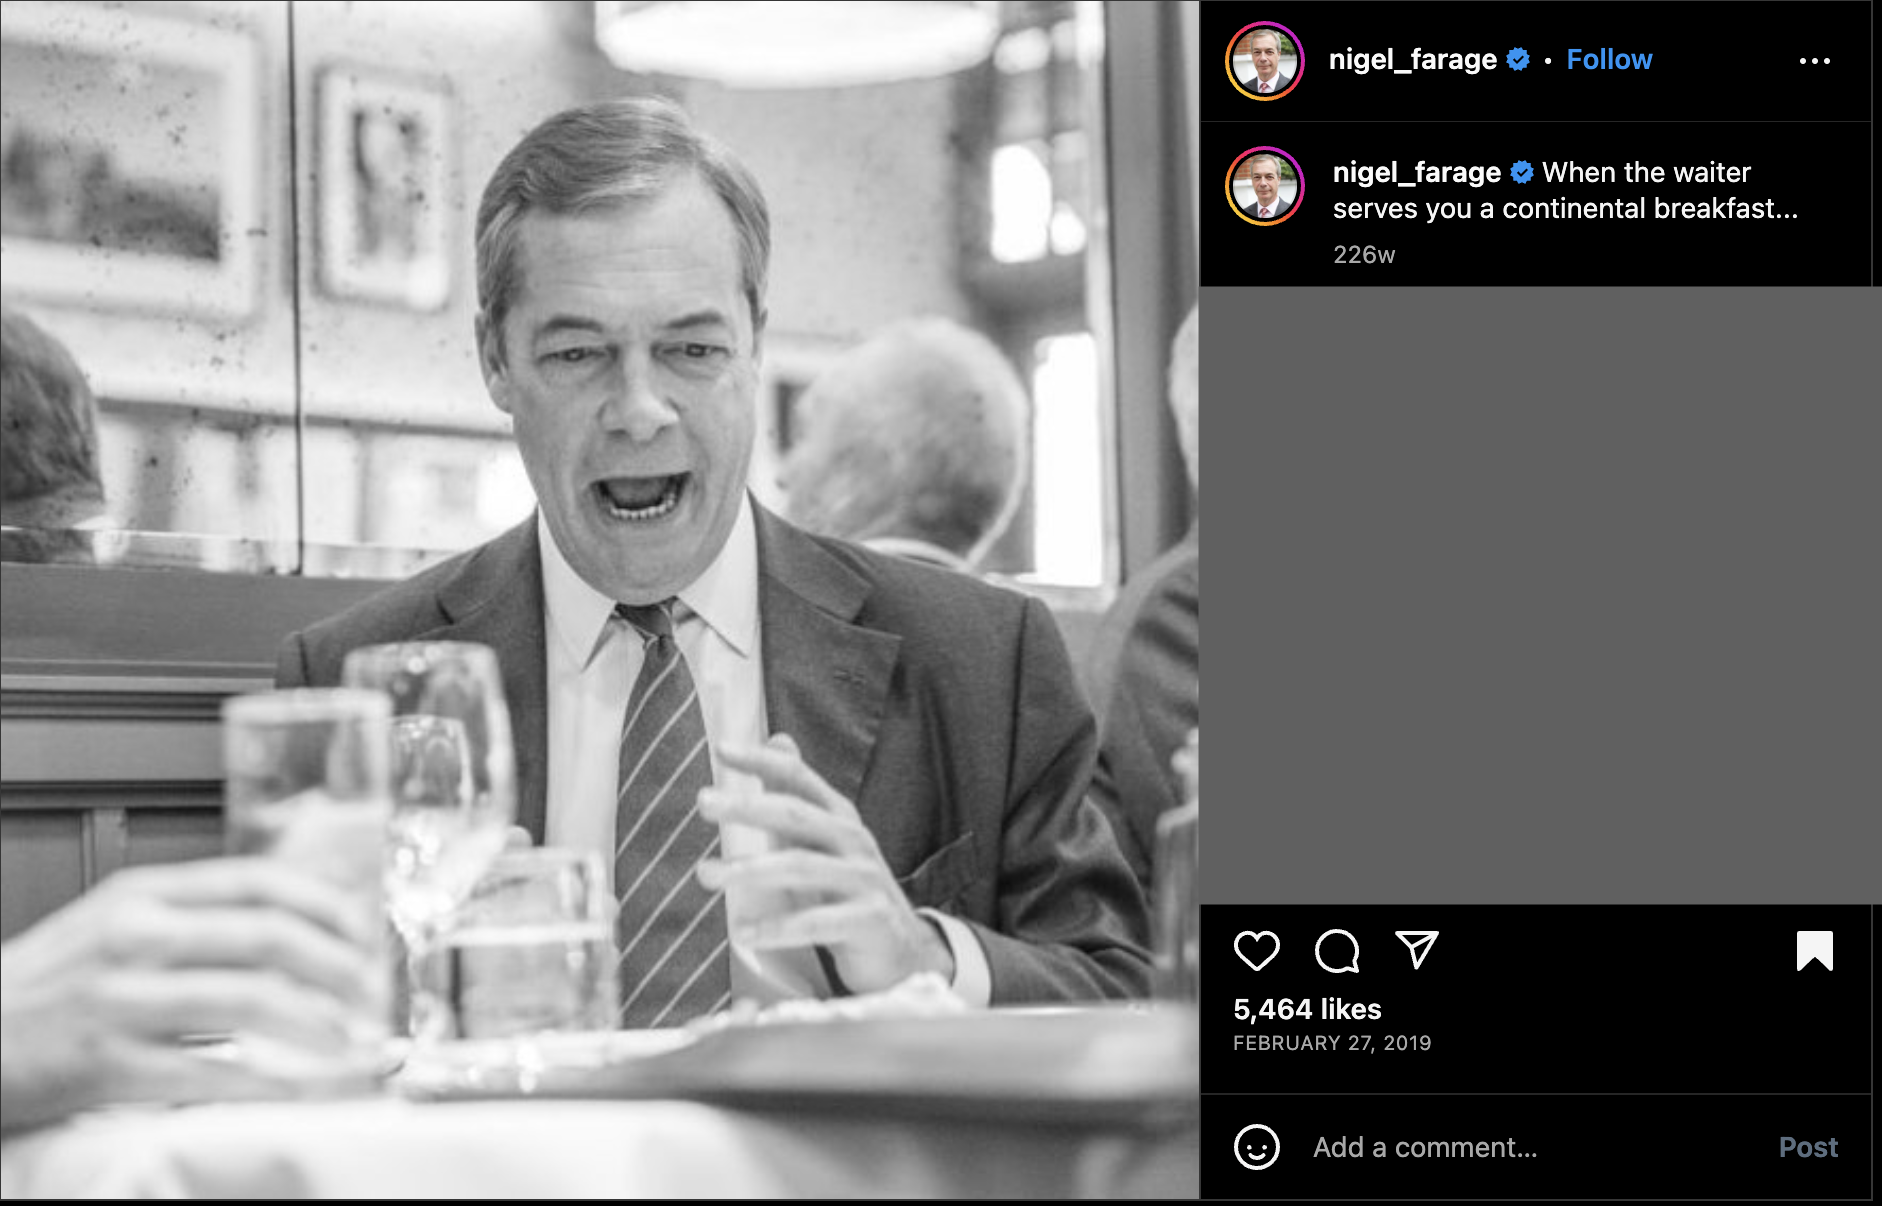 nigel_farage • Follow
nigel_farage When the waiter
serves you a continental breakfast...
226w
5,464 likes
FEBRUARY 27, 2019
Add a comment...
Post